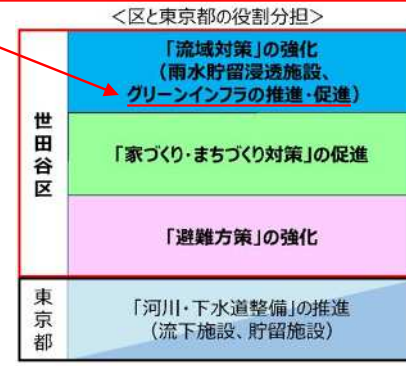 <区と東京都の役割分担>
「流域対策」の強化
(雨水貯留浸透施設、
グリーンインフラの推進・促進)
世田谷区
「家づくり・まちづくり対策」の促進
「避難方策」の強化
東京都
「河川・下水道整備」の推進
(流下施設、貯留施設)